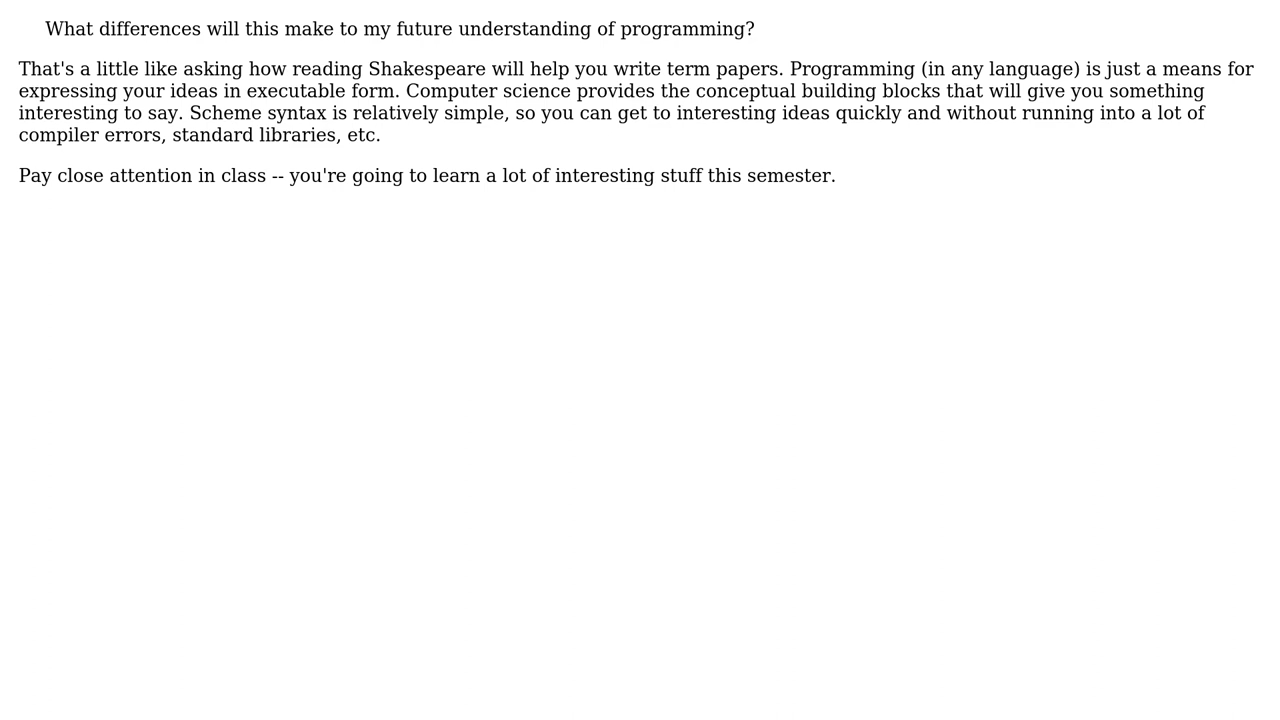 What differences will this make to my future understanding of programming?
That's a little like asking how reading Shakespeare will help you write term papers. Programming (in any language) is just a means for
expressing your ideas in executable form. Computer science provides the conceptual building blocks that will give you something
interesting to say. Scheme syntax is relatively simple, so you can get to interesting ideas quickly and without running into a lot of
compiler errors, standard libraries, etc.
Pay close attention in class -- you're going to learn a lot of interesting stuff this semester.